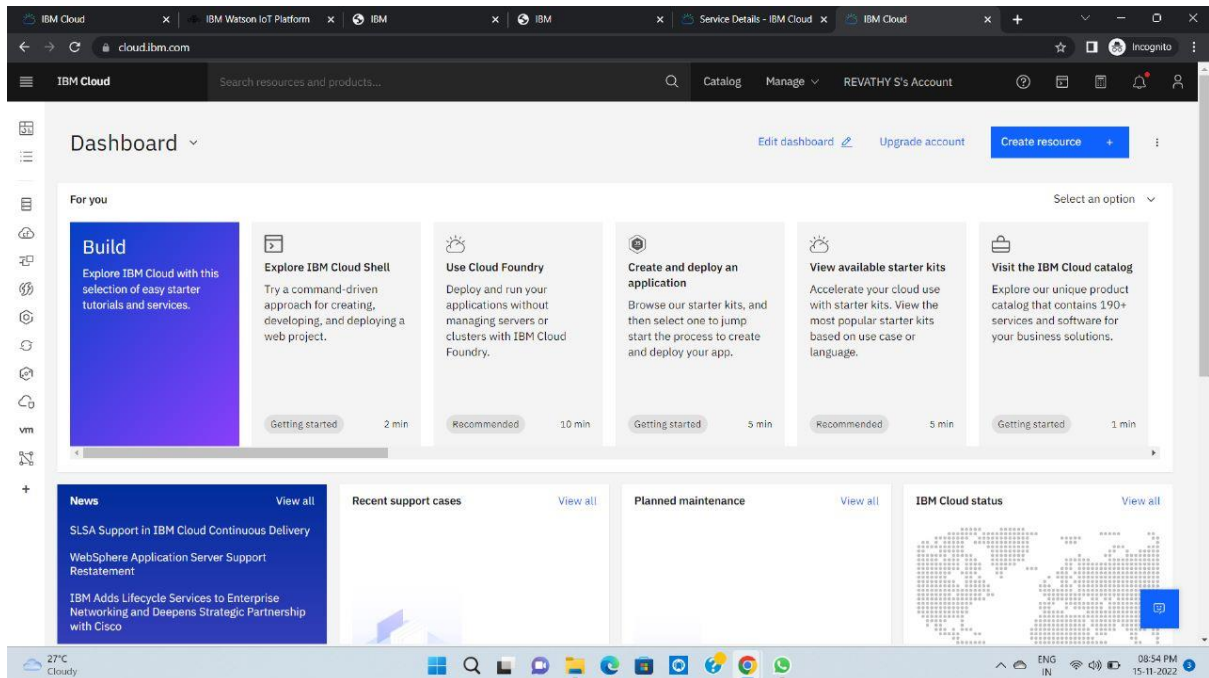 IBM Cloud
IBM Watson IoT Platform
IBM
IBM
Service Details - IBM Cloud
IBM Cloud
cloud.ibm.com
Incognito
IBM Cloud
Search resources and products...
Catalog
Manage
REVATHY S's Account
Dashboard
Edit dashboard
Upgrade account
Create resource +
For you
Select an option
Build
Explore IBM Cloud with this
selection of easy starter
tutorials and services.
Explore IBM Cloud Shell
Try a command-driven
approach for creating,
developing, and deploying a
web project.
Getting started
2 min
Use Cloud Foundry
Deploy and run your
applications without
managing servers or
clusters with IBM Cloud
Foundry.
Recommended
10 min
Create and deploy an
application
Browse our starter kits, and
then select one to jump
start the process to create
and deploy your app.
Getting started
5 min
View available starter kits
Accelerate your cloud use
with starter kits. View the
most popular starter kits
based on use case or
language.
Recommended
5 min
Visit the IBM Cloud catalog
Explore our unique product
catalog that contains 190+
services and software for
your business solutions.
Getting started
1 min
vm
News
View all
SLSA Support in IBM Cloud Continuous Delivery
WebSphere Application Server Support
Restatement
IBM Adds Lifecycle Services to Enterprise
Networking and Deepens Strategic Partnership
with Cisco
Recent support cases
View all
Planned maintenance
View all
IBM Cloud status
View all
27°C
Cloudy
ENG
IN
08:54 PM
15-11-2022
3